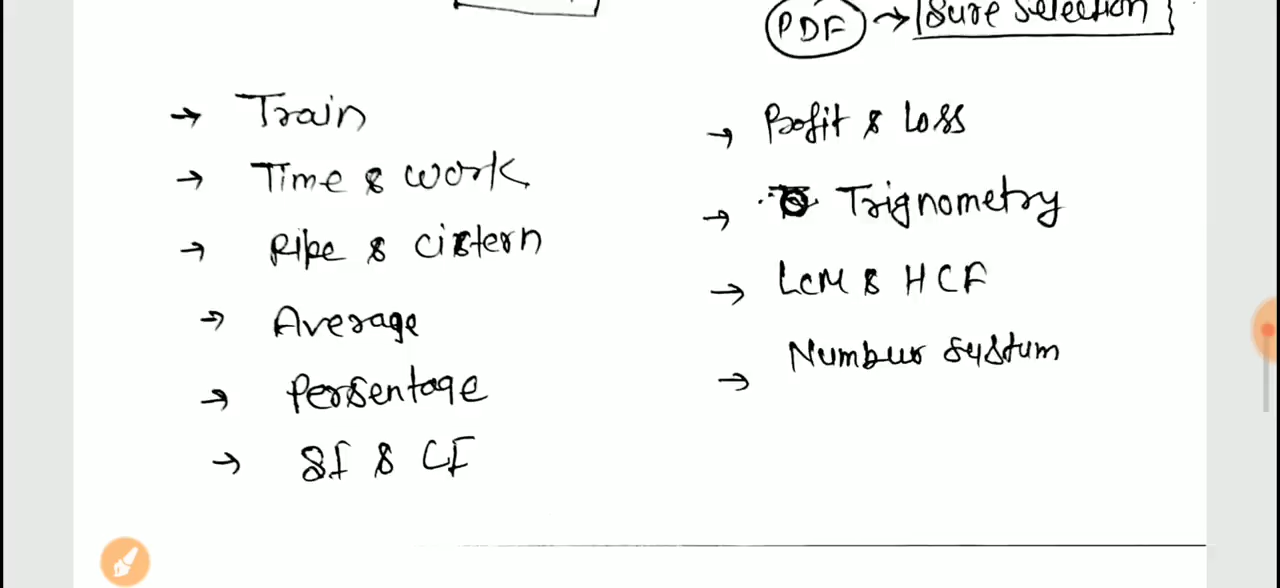 PDF → Sure Selection
→ Train
→ Time & work
→ Pipe & cistern
→ Average
→ Persentage
→ SI & CI
→ Profit & Loss
→ Trignometry
→ LCM & HCF
→ Number system